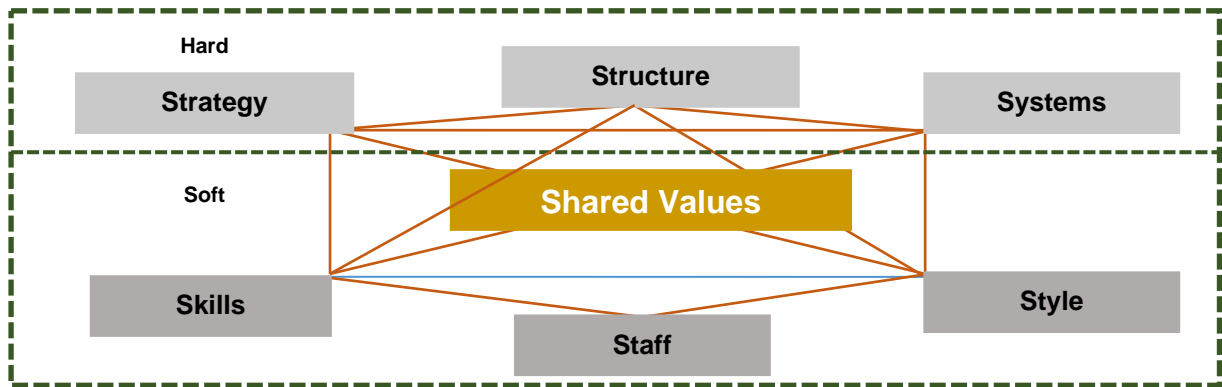 Hard
Structure
Strategy
Systems
Soft
Shared Values
Skills
Style
Staff